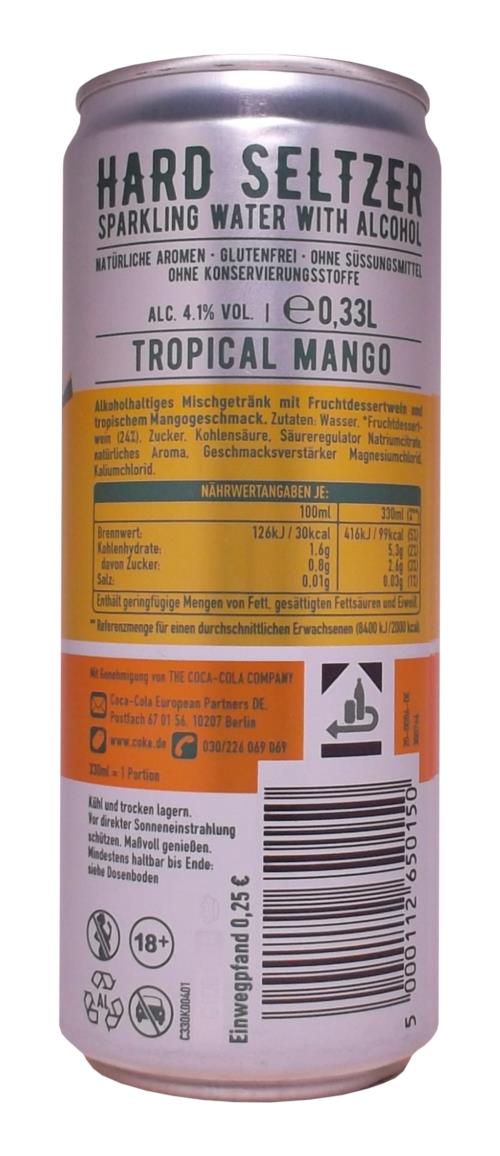 HARD SELTZER
SPARKLING WATER WITH ALCOHOL
NATÜRLICHE AROMEN · GLUTENFREI · OHNE SÜSSUNGSMITTEL
OHNE KONSERVIERUNGSSTOFFE
ALC. 4.1% VOL. | ℮0,33L
TROPICAL MANGO
Alkoholhaltiges Mischgetränk mit Fruchtdessertwein und
tropischem Mangogeschmack. Zutaten: Wasser, *Fruchtdessert-
wein (24%), Zucker, Kohlensäure, Säureregulator Natriumcitrate,
natürliches Aroma, Geschmacksverstärker Magnesiumchlorid,
Kaliumchlorid.
NÄHRWERTANGABEN JE:
100ml 330ml (%**)
Brennwert: 126kJ / 30kcal 416kJ / 99kcal (5%)
Kohlenhydrate: 1,6g 5,3g (2%)
davon Zucker: 0,8g 2,6g (3%)
Salz: 0,01g 0,03g (1%)
Enthält geringfügige Mengen von Fett, gesättigten Fettsäuren und Eiweiß.
** Referenzmenge für einen durchschnittlichen Erwachsenen (8400 kJ/2000 kcal)
Mit Genehmigung von THE COCA-COLA COMPANY
Coca-Cola European Partners DE,
Postfach 67 01 56, 10207 Berlin
www.coke.de 030/226 069 069
330ml = 1 Portion
Kühl und trocken lagern.
Vor direkter Sonneneinstrahlung
schützen. Maßvoll genießen.
Mindestens haltbar bis Ende:
siehe Dosenboden
18+
AL
C330K00401
Einwegpfand 0,25 €
5 000112 650150